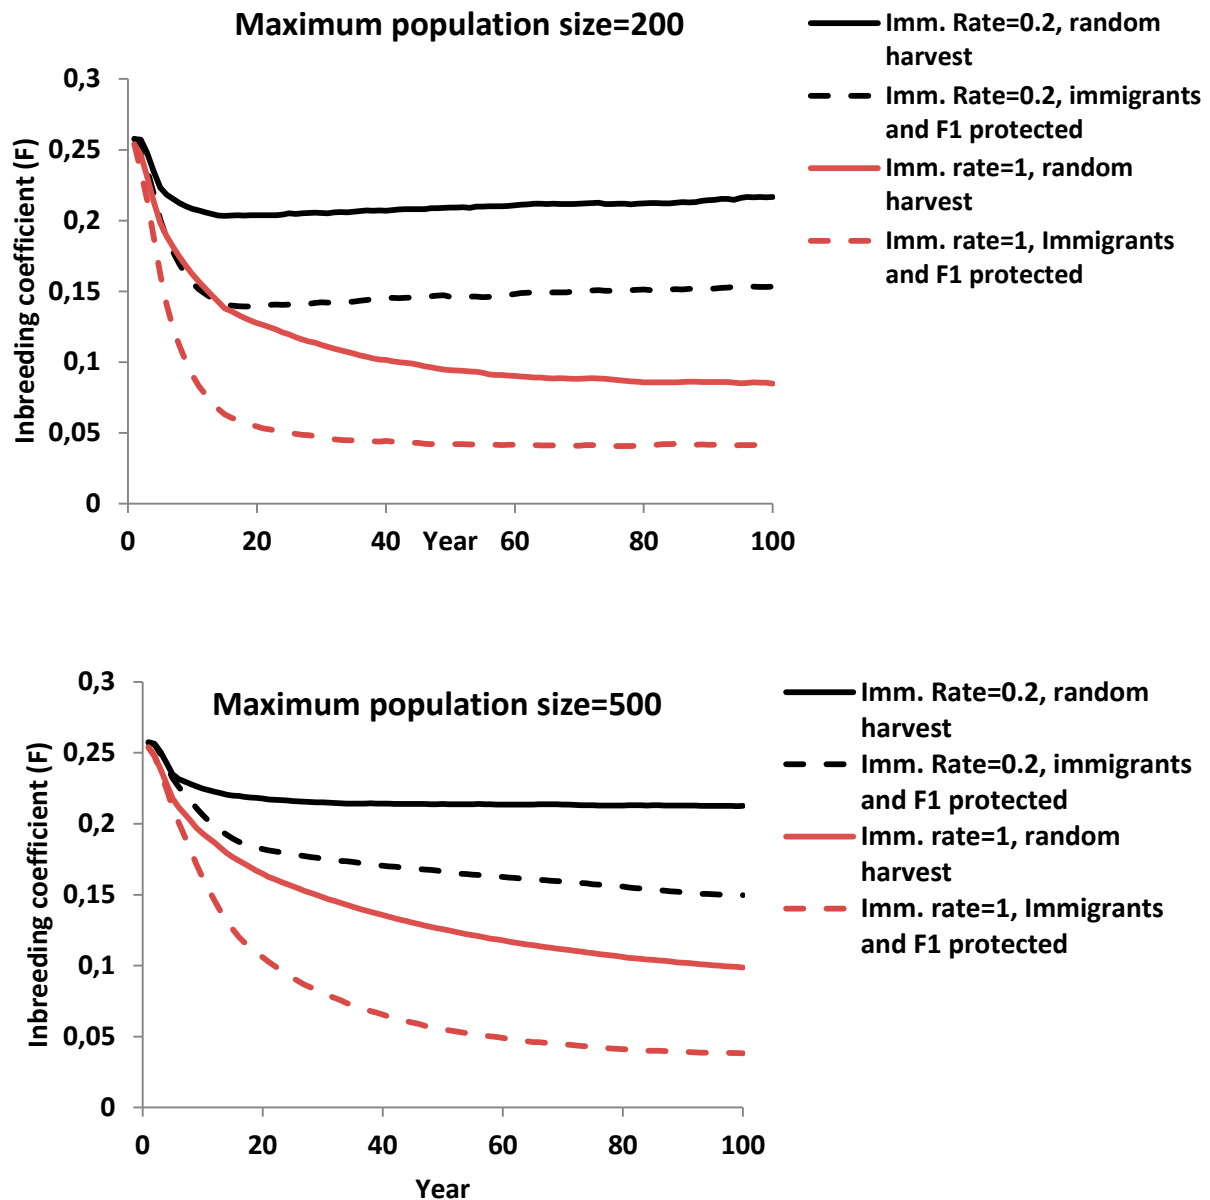 Maximum population size=200
Imm. Rate=0.2, random
harvest
Imm. Rate=0.2, immigrants
and F1 protected
Imm. rate=1, random
harvest
Imm. rate=1, Immigrants
and F1 protected
Inbreeding coefficient (F)
0,3
0,25
0,2
0,15
0,1
0,05
0
0 20 40 Year 60 80 100
Maximum population size=500
Imm. Rate=0.2, random
harvest
Imm. Rate=0.2, immigrants
and F1 protected
Imm. rate=1, random
harvest
Imm. rate=1, Immigrants
and F1 protected
Inbreeding coefficient (F)
0,3
0,25
0,2
0,15
0,1
0,05
0
0 20 40 60 80 100
Year